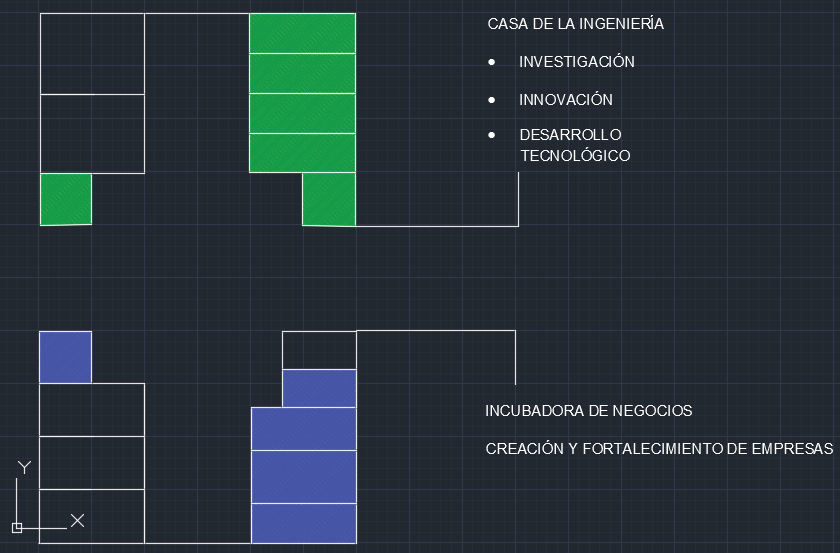 CASA DE LA INGENIERÍA
• INVESTIGACIÓN
• INNOVACIÓN
• DESARROLLO
TECNOLÓGICO
INCUBADORA DE NEGOCIOS
CREACIÓN Y FORTALECIMIENTO DE EMPRESAS
Y
X